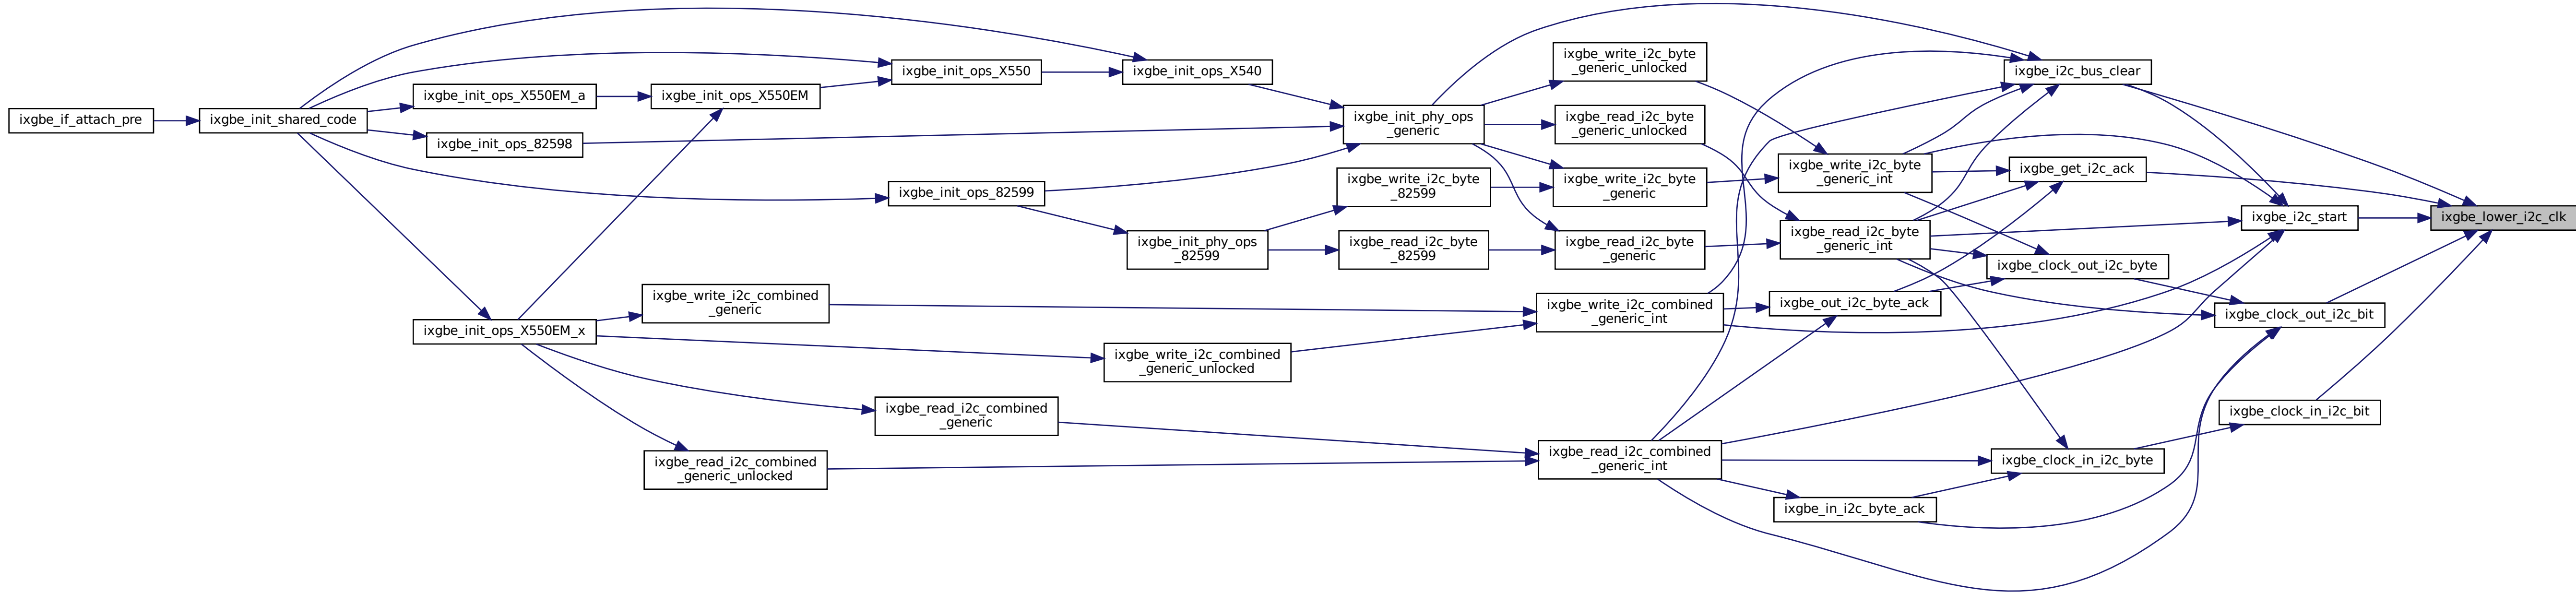 ixgbe_if_attach_pre
ixgbe_init_shared_code
ixgbe_init_ops_X550EM_a
ixgbe_init_ops_82598
ixgbe_init_ops_X550EM_x
ixgbe_init_ops_X550EM
ixgbe_write_i2c_combined
_generic
ixgbe_read_i2c_combined
_generic_unlocked
ixgbe_init_ops_X550
ixgbe_init_ops_82599
ixgbe_read_i2c_combined
_generic
ixgbe_init_ops_X540
ixgbe_init_phy_ops
_82599
ixgbe_write_i2c_combined
_generic_unlocked
ixgbe_init_phy_ops
_generic
ixgbe_write_i2c_byte
_82599
ixgbe_read_i2c_byte
_82599
ixgbe_write_i2c_byte
_generic_unlocked
ixgbe_read_i2c_byte
_generic_unlocked
ixgbe_write_i2c_byte
_generic
ixgbe_read_i2c_byte
_generic
ixgbe_write_i2c_combined
_generic_int
ixgbe_read_i2c_combined
_generic_int
ixgbe_write_i2c_byte
_generic_int
ixgbe_read_i2c_byte
_generic_int
ixgbe_out_i2c_byte_ack
ixgbe_in_i2c_byte_ack
ixgbe_i2c_bus_clear
ixgbe_get_i2c_ack
ixgbe_clock_out_i2c_byte
ixgbe_clock_in_i2c_byte
ixgbe_i2c_start
ixgbe_clock_out_i2c_bit
ixgbe_clock_in_i2c_bit
ixgbe_lower_i2c_clk